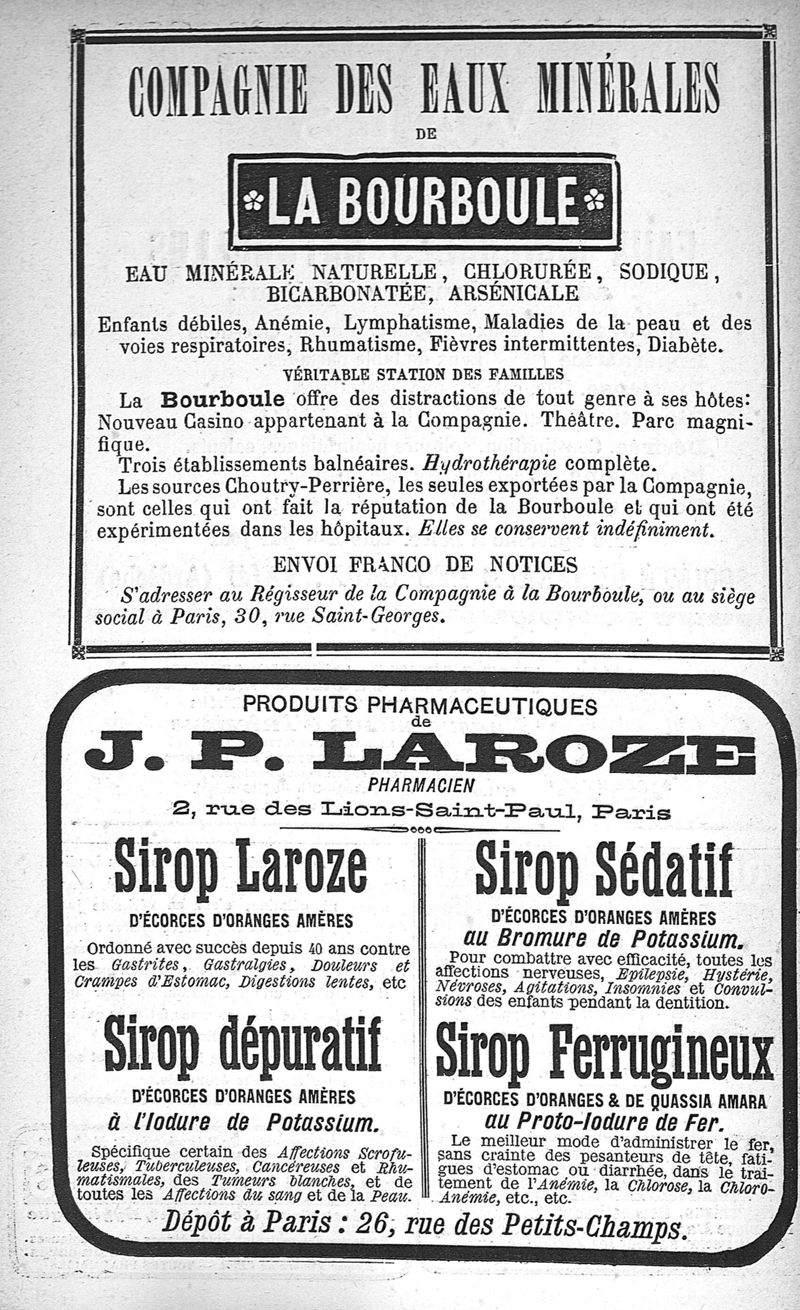 COMPAGNIE DES EAUX MINÉRALES
DE
LA BOURBOULE
EAU MINÉRALE NATURELLE, CHLORURÉE, SODIQUE,
BICARBONATÉE, ARSÉNICALE
Enfants débiles, Anémie, Lymphatisme, Maladies de la peau et des
voies respiratoires, Rhumatisme, Fièvres intermittentes, Diabète.
VÉRITABLE STATION DES FAMILLES
La Bourboule offre des distractions de tout genre à ses hôtes:
Nouveau Casino appartenant à la Compagnie. Théâtre. Parc magni-
fique.
Trois établissements balnéaires. Hydrothérapie complète.
Les sources Choutry-Perrière, les seules exportées par la Compagnie,
sont celles qui ont fait la réputation de la Bourboule et qui ont été
expérimentées dans les hôpitaux. Elles se conservent indéfiniment.
ENVOI FRANCO DE NOTICES
S'adresser au Régisseur de la Compagnie à la Bourboule, ou au siège
social à Paris, 30, rue Saint-Georges.
PRODUITS PHARMACEUTIQUES
de
J. P. LAROZE
PHARMACIEN
2, rue des Lions-Saint-Paul, Paris
Sirop Laroze
D'ÉCORCES D'ORANGES AMÈRES
Ordonné avec succès depuis 40 ans contre
les Gastrites, Gastralgies, Douleurs et
Crampes d'Estomac, Digestions lentes, etc
Sirop dépuratif
D'ÉCORCES D'ORANGES AMÈRES
à l'Iodure de Potassium.
Spécifique certain des Affections Scrofu-
leuses, Tuberculeuses, Cancéreuses et Rhu-
matismales, des Tumeurs blanches, et de
toutes les Affections du sang et de la Peau.
Sirop Sédatif
D'ÉCORCES D'ORANGES AMÈRES
au Bromure de Potassium.
Pour combattre avec efficacité, toutes les
affections nerveuses, Epilepsie, Hystérie,
Névroses, Agitations, Insomnies et Convul-
sions des enfants pendant la dentition.
Sirop Ferrugineux
D'ÉCORCES D'ORANGES & DE QUASSIA AMARA
au Proto-Iodure de Fer.
Le meilleur mode d'administrer le fer,
sans crainte des pesanteurs de tête, fati-
gues d'estomac ou diarrhée, dans le trai-
tement de l'Anémie, la Chlorose, la Chloro-
Anémie, etc., etc.
Dépôt à Paris : 26, rue des Petits-Champs.